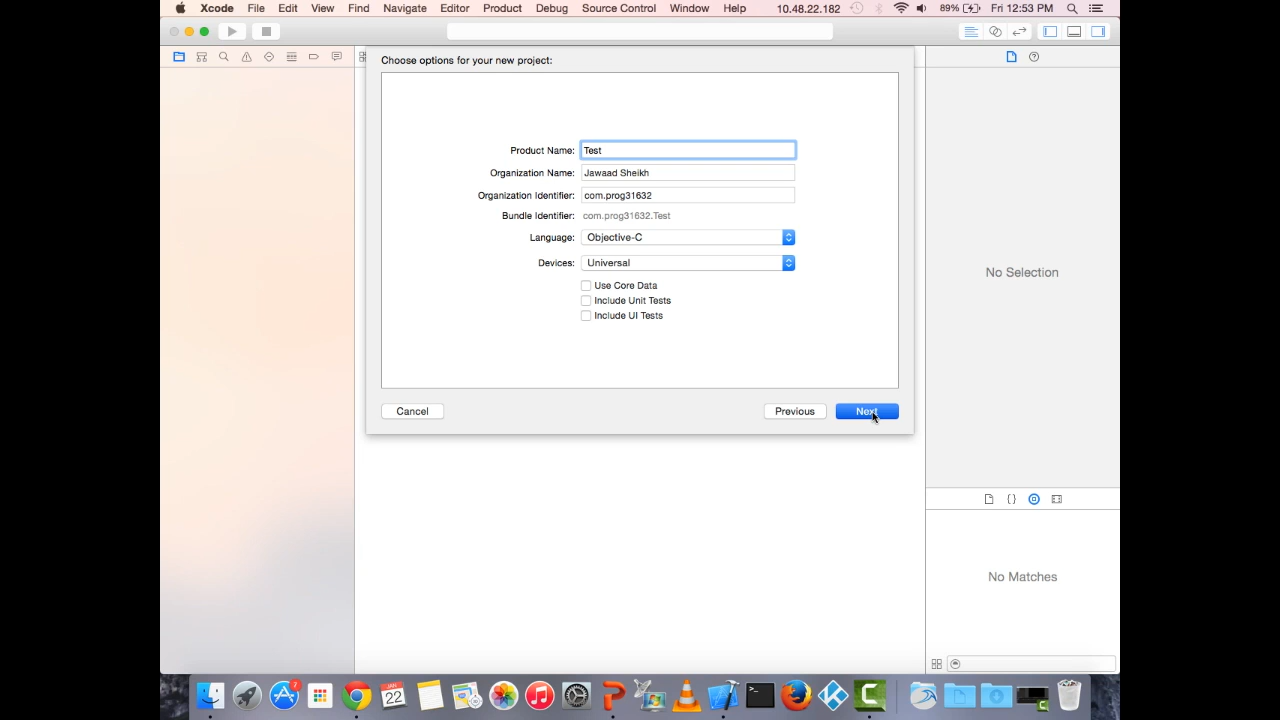 Xcode File Edit View Find Navigate Editor Product Debug Source Control Window Help 10.48.22.182 89% Fri 12:53 PM
Choose options for your new project:
Product Name: Test
Organization Name: Jawaad Sheikh
Organization Identifier: com.prog31632
Bundle Identifier: com.prog31632.Test
Language: Objective-C
Devices: Universal
Use Core Data
Include Unit Tests
Include UI Tests
Cancel Previous Next
No Selection
{}
No Matches
7
JAN
22